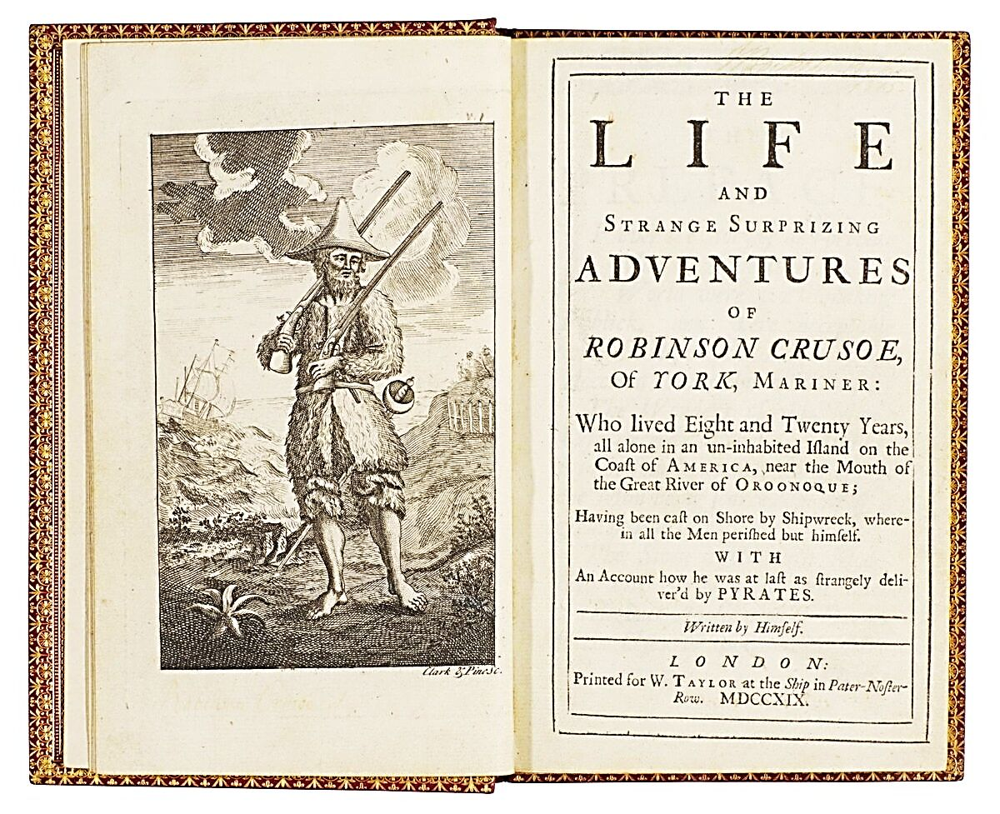 Clark & Pine Sc.
THE
LIFE
AND
STRANGE SURPRIZING
ADVENTURES
OF
ROBINSON CRUSOE,
Of YORK, MARINER:
Who lived Eight and Twenty Years,
all alone in an un-inhabited Iſland on the
Coaſt of AMERICA, near the Mouth of
the Great River of OROONOQUE;
Having been caſt on Shore by Shipwreck, where-
in all the Men periſhed but himſelf.
WITH
An Account how he was at laſt as ſtrangely deli-
ver'd by PYRATES.
Written by Himſelf.
LONDON:
Printed for W. TAYLOR at the Ship in Pater-Noſter-
Row. MDCCXIX.